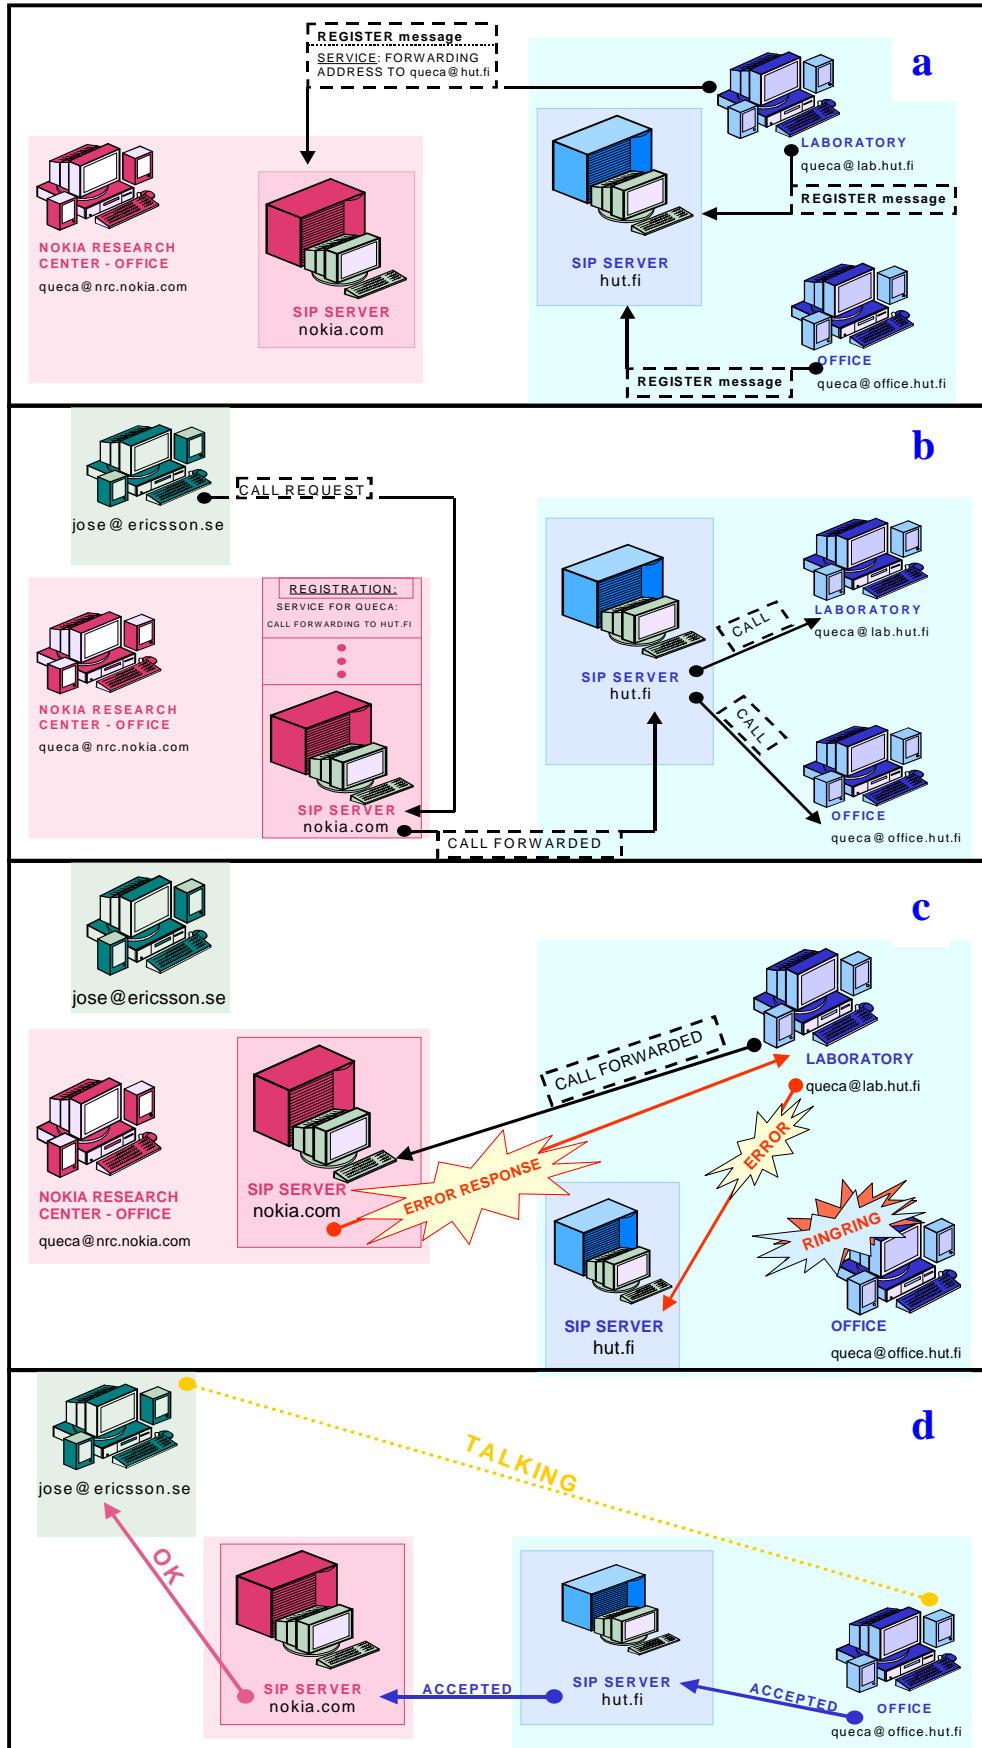 a
REGISTER message
SERVICE: FORWARDING
ADDRESS TO queca@hut.fi
LABORATORY
queca@lab.hut.fi
REGISTER message
NOKIA RESEARCH
CENTER - OFFICE
queca@nrc.nokia.com
SIP SERVER
nokia.com
SIP SERVER
hut.fi
OFFICE
queca@office.hut.fi
REGISTER message
b
CALL REQUEST
jose@ericsson.se
REGISTRATION:
SERVICE FOR QUECA:
CALL FORWARDING TO HUT.FI
NOKIA RESEARCH
CENTER - OFFICE
queca@nrc.nokia.com
SIP SERVER
nokia.com
CALL FORWARDED
SIP SERVER
hut.fi
CALL
LABORATORY
queca@lab.hut.fi
CALL
OFFICE
queca@office.hut.fi
c
jose@ericsson.se
CALL FORWARDED
LABORATORY
queca@lab.hut.fi
NOKIA RESEARCH
CENTER - OFFICE
queca@nrc.nokia.com
SIP SERVER
nokia.com
ERROR RESPONSE
ERROR
RINGRING
SIP SERVER
hut.fi
OFFICE
queca@office.hut.fi
d
TALKING
jose@ericsson.se
OK
SIP SERVER
nokia.com
ACCEPTED
SIP SERVER
hut.fi
ACCEPTED
OFFICE
queca@office.hut.fi